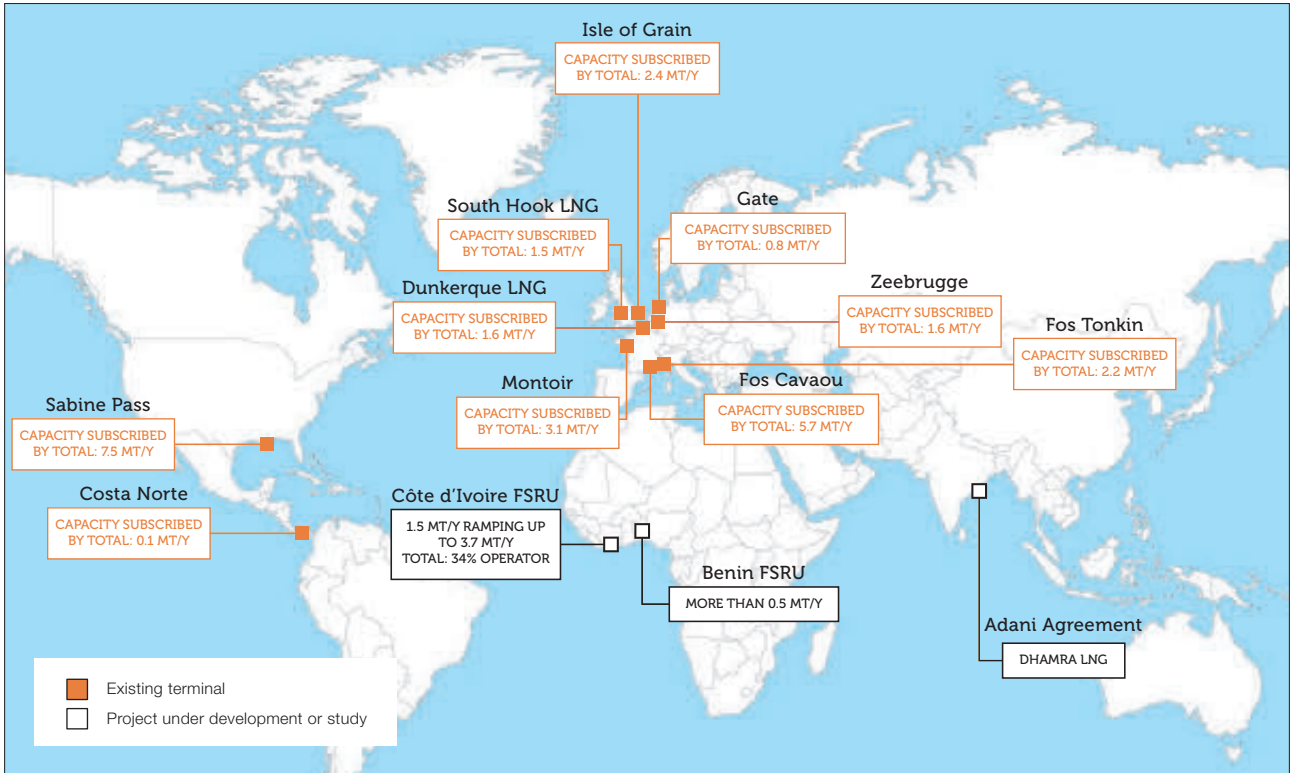 Isle of Grain
CAPACITY SUBSCRIBED
BY TOTAL: 2.4 MT/Y
South Hook LNG
CAPACITY SUBSCRIBED
BY TOTAL: 1.5 MT/Y
Gate
CAPACITY SUBSCRIBED
BY TOTAL: 0.8 MT/Y
Dunkerque LNG
CAPACITY SUBSCRIBED
BY TOTAL: 1.6 MT/Y
Zeebrugge
CAPACITY SUBSCRIBED
BY TOTAL: 1.6 MT/Y
Fos Tonkin
CAPACITY SUBSCRIBED
BY TOTAL: 2.2 MT/Y
Montoir
CAPACITY SUBSCRIBED
BY TOTAL: 3.1 MT/Y
Fos Cavaou
CAPACITY SUBSCRIBED
BY TOTAL: 5.7 MT/Y
Sabine Pass
CAPACITY SUBSCRIBED
BY TOTAL: 7.5 MT/Y
Costa Norte
CAPACITY SUBSCRIBED
BY TOTAL: 0.1 MT/Y
Côte d'Ivoire FSRU
1.5 MT/Y RAMPING UP
TO 3.7 MT/Y
TOTAL: 34% OPERATOR
Benin FSRU
MORE THAN 0.5 MT/Y
Adani Agreement
DHAMRA LNG
Existing terminal
Project under development or study